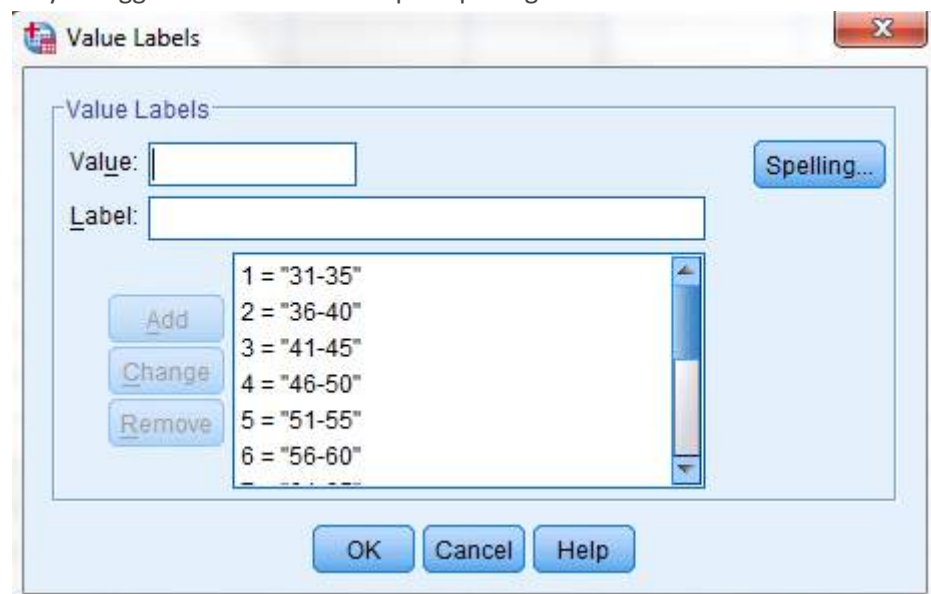 Value Labels
Value Labels
Value:
Spelling...
Label:
1 = "31-35"
Add
2 = "36-40"
3 = "41-45"
Change
4 = "46-50"
Remove
5 = "51-55"
6 = "56-60"
OK Cancel Help